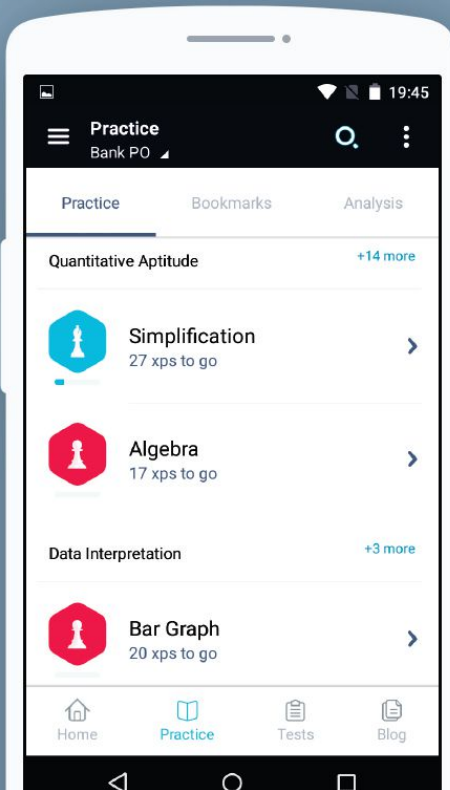 19:45
Practice
Bank PO
Practice Bookmarks Analysis
Quantitative Aptitude +14 more
Simplification
27 xps to go
Algebra
17 xps to go
Data Interpretation +3 more
Bar Graph
20 xps to go
Home Practice Tests Blog